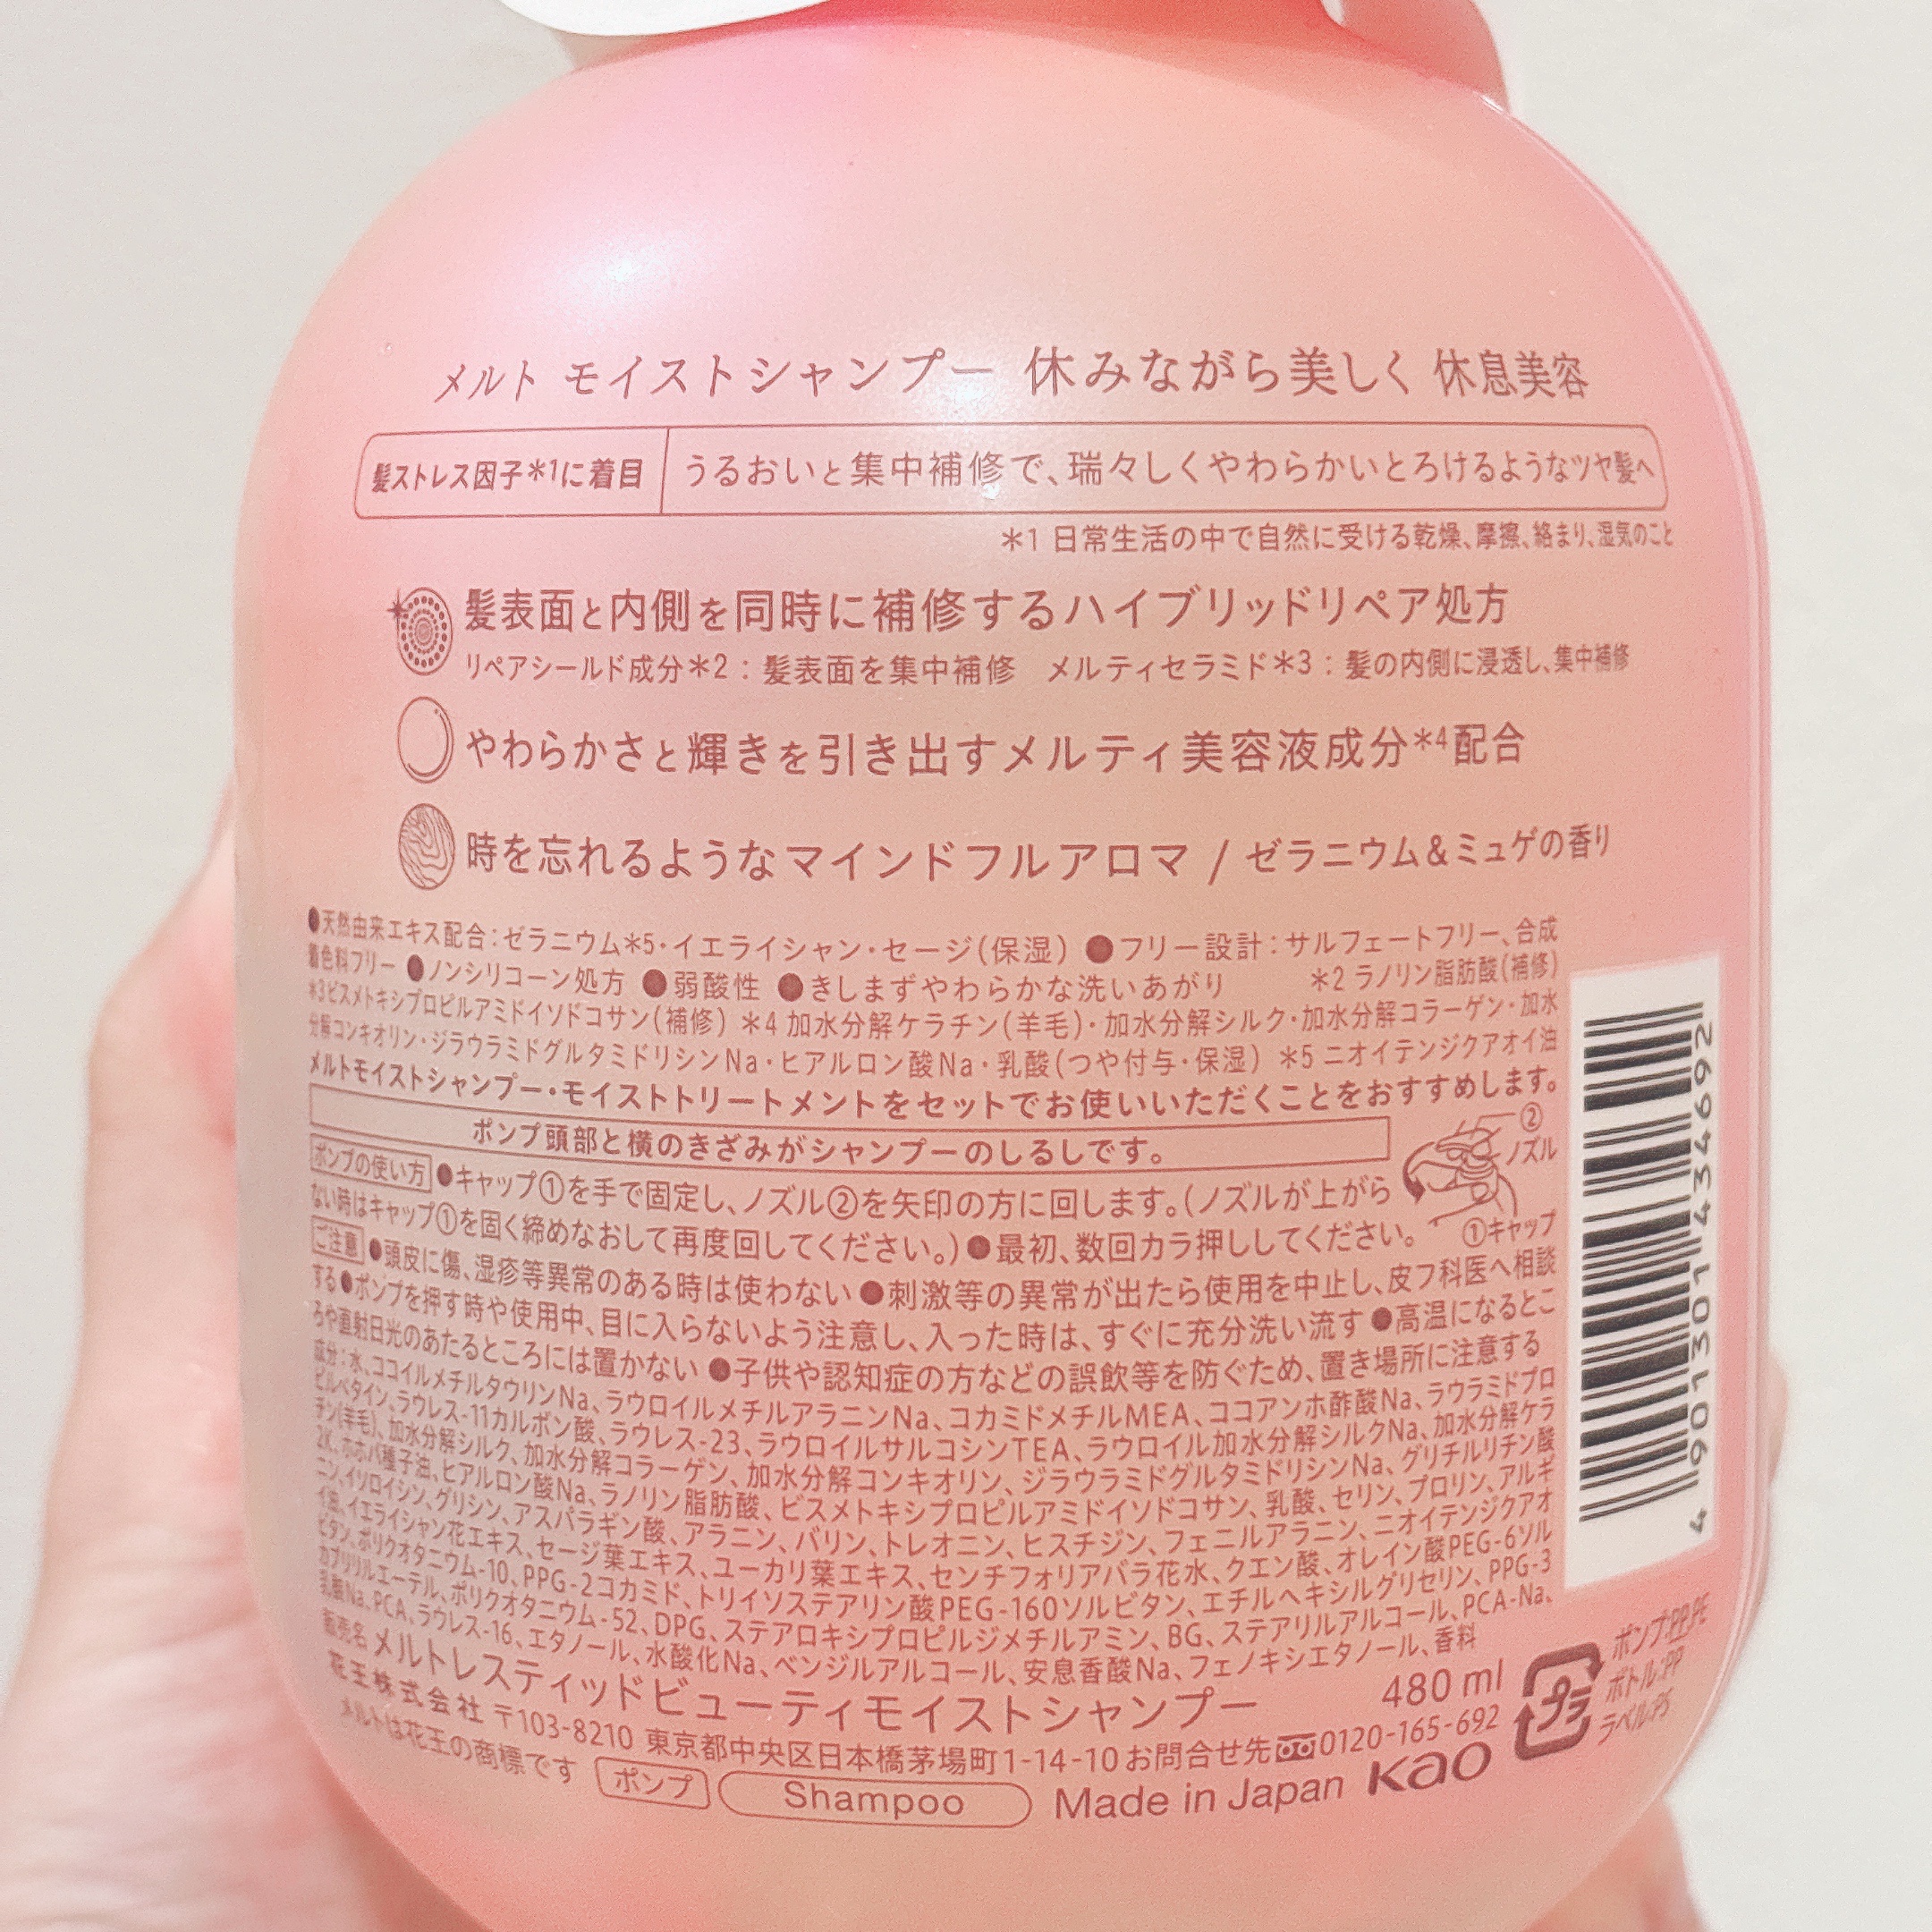 メルト モイストシャンプー 休みながら美しく 休息美容
髪ストレス因子*1に着目 うるおいと集中補修で、瑞々しくやわらかいとろけるようなツヤ髪へ
*1 日常生活の中で自然に受ける乾燥、摩擦、絡まり、湿気のこと
髪表面と内側を同時に補修するハイブリッドリペア処方
リペアシールド成分*2：髪表面を集中補修 メルティセラミド*3：髪の内側に浸透し、集中補修
やわらかさと輝きを引き出すメルティ美容液成分*4配合
時を忘れるようなマインドフルアロマ / ゼラニウム&ミュゲの香り
●天然由来エキス配合：ゼラニウム*5・イエライシャン・セージ(保湿) ●フリー設計：サルフェートフリー、合成
着色料フリー ●ノンシリコーン処方 ●弱酸性 ●きしまずやわらかな洗いあがり *2 ラノリン脂肪酸(補修)
*3ビスメトキシプロピルアミドイソドコサン(補修) *4 加水分解ケラチン(羊毛)・加水分解シルク・加水分解コラーゲン・加水
分解コンキオリン・ジラウラミドグルタミドリシンNa・ヒアルロン酸Na・乳酸(つや付与・保湿) *5 ニオイテンジクアオイ油
メルトモイストシャンプー・モイストトリートメントをセットでお使いいただくことをおすすめします。
ポンプ頭部と横のきざみがシャンプーのしるしです。
②
ノズル
ポンプの使い方 ●キャップ①を手で固定し、ノズル②を矢印の方に回します。(ノズルが上がら
ない時はキャップ①を固く締めなおして再度回してください。) ●最初、数回カラ押ししてください。
①キャップ
ご注意 ●頭皮に傷、湿疹等異常のある時は使わない ●刺激等の異常が出たら使用を中止し、皮フ科医へ相談
する ●ポンプを押す時や使用中、目に入らないよう注意し、入った時は、すぐに充分洗い流す ●高温になるとこ
ろや直射日光のあたるところには置かない ●子供や認知症の方などの誤飲等を防ぐため、置き場所に注意する
成分：水、ココイルメチルタウリンNa、ラウロイルメチルアラニンNa、コカミドメチルMEA、ココアンホ酢酸Na、ラウラミドプロ
ピルベタイン、ラウレス-11カルボン酸、ラウレス-23、ラウロイルサルコシンTEA、ラウロイル加水分解シルクNa、加水分解ケラ
チン(羊毛)、加水分解シルク、加水分解コラーゲン、加水分解コンキオリン、ジラウラミドグルタミドリシンNa、グリチルリチン酸
2K、ホホバ種子油、ヒアルロン酸Na、ラノリン脂肪酸、ビスメトキシプロピルアミドイソドコサン、乳酸、セリン、プロリン、アルギ
ニン、イソロイシン、グリシン、アスパラギン酸、アラニン、バリン、トレオニン、ヒスチジン、フェニルアラニン、ニオイテンジクアオ
イ油、イエライシャン花エキス、セージ葉エキス、ユーカリ葉エキス、センチフォリアバラ花水、クエン酸、オレイン酸PEG-6ソル
ビタン、ポリクオタニウム-10、PPG-2コカミド、トリイソステアリン酸PEG-160ソルビタン、エチルヘキシルグリセリン、PPG-3
カプリリルエーテル、ポリクオタニウム-52、DPG、ステアロキシプロピルジメチルアミン、BG、ステアリルアルコール、PCA-Na、
乳酸Na、PCA、ラウレス-16、エタノール、水酸化Na、ベンジルアルコール、安息香酸Na、フェノキシエタノール、香料
販売名 メルトレスティッドビューティモイストシャンプー 480 ml
花王株式会社 〒103-8210 東京都中央区日本橋茅場町1-14-10 お問合せ先 0120-165-692
メルトは花王の商標です ポンプ Shampoo Made in Japan Kao
プラ
ポンプ:PP,PE
ボトル:PP
ラベル:PS
4 901301 434692